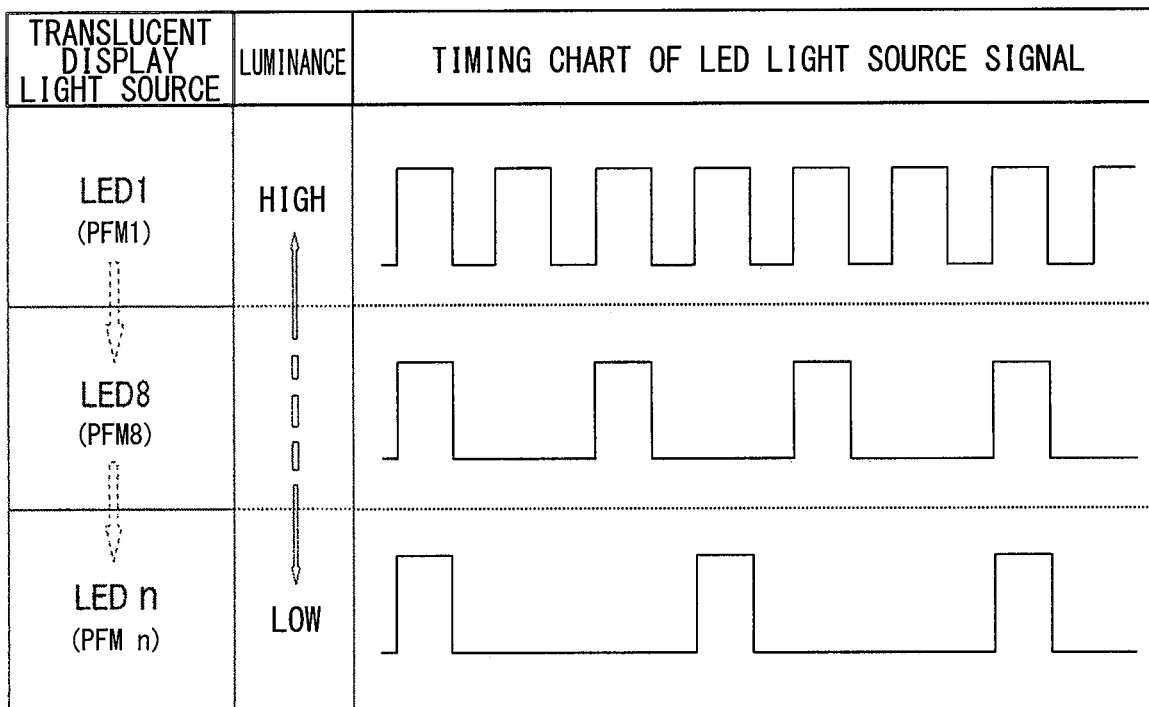 TRANSLUCENT
DISPLAY
LIGHT SOURCE
LUMINANCE
TIMING CHART OF LED LIGHT SOURCE SIGNAL
LED1
(PFM1)
HIGH
LED8
(PFM8)
LED n
(PFM n)
LOW